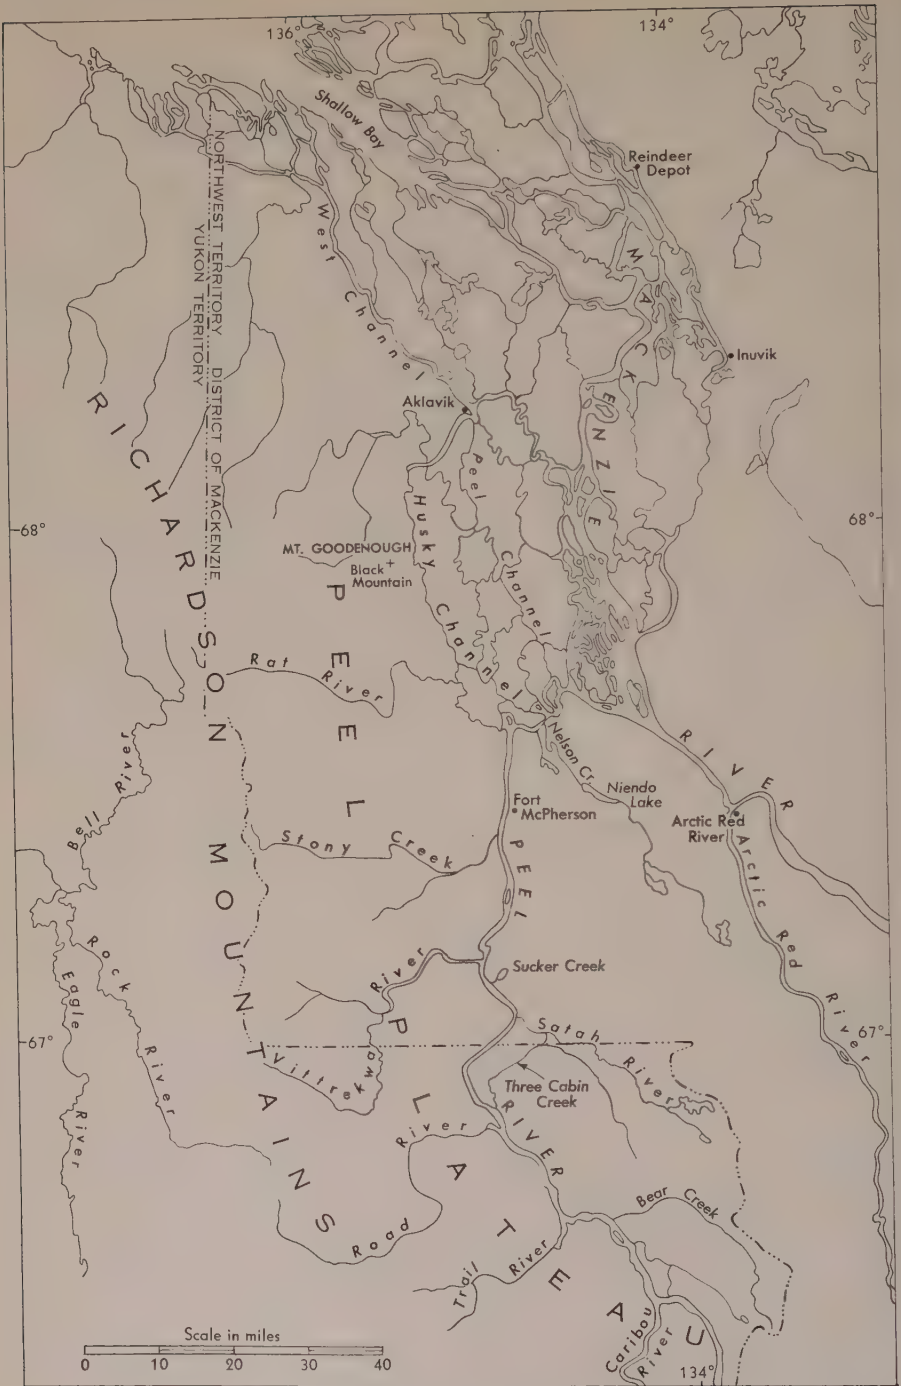 136°
134°
Shallow Bay
Reindeer
Depot
West Channel
MACKENZIE
RIVER
NORTHWEST TERRITORY DISTRICT OF MACKENZIE
YUKON TERRITORY
Inuvik
Aklavik
RICHARDSON MOUNTAINS
Peel Channel
Husky Channel
68°
68°
MT. GOODENOUGH
Black +
Mountain
PEEL PLATEAU
Rat River
Bell River
Nelson Cr.
Niendo
Lake
Fort
McPherson
Arctic Red
River
Stony Creek
PEEL
RIVER
Arctic Red River
Rock River
Eagle River
River
Sucker Creek
67°
67°
Vittrekwa
Satah River
Three Cabin
Creek
River
Road
Bear Creek
Trail River
Caribou
River
Scale in miles
0 10 20 30 40
134°